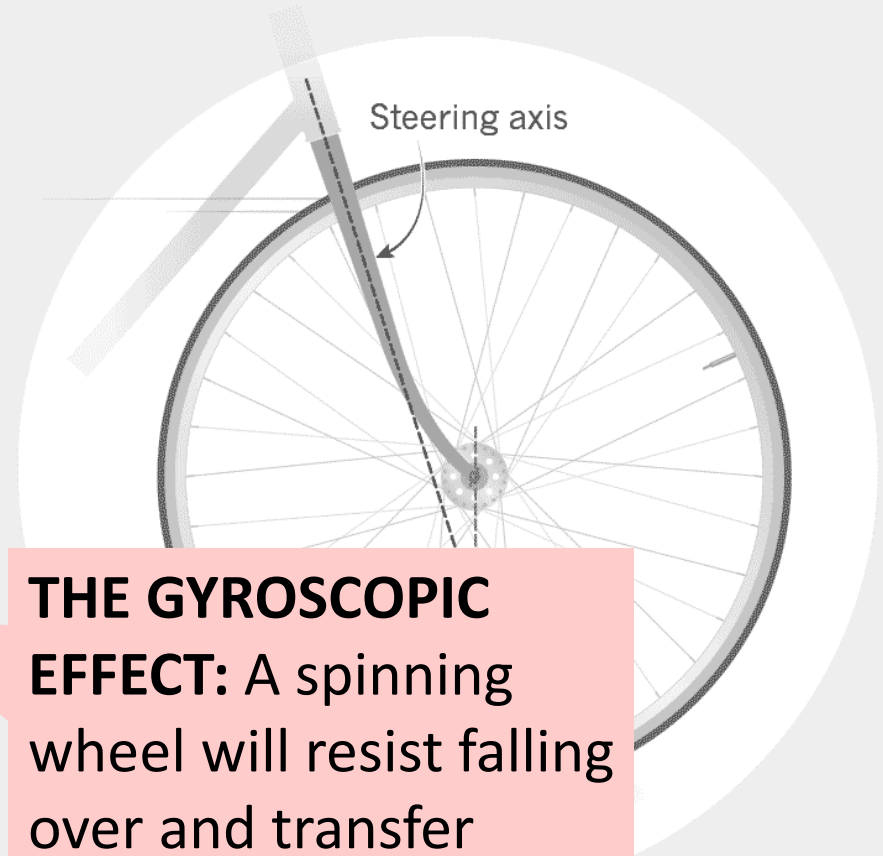 Steering axis
THE GYROSCOPIC
EFFECT: A spinning
wheel will resist falling
over and transfer